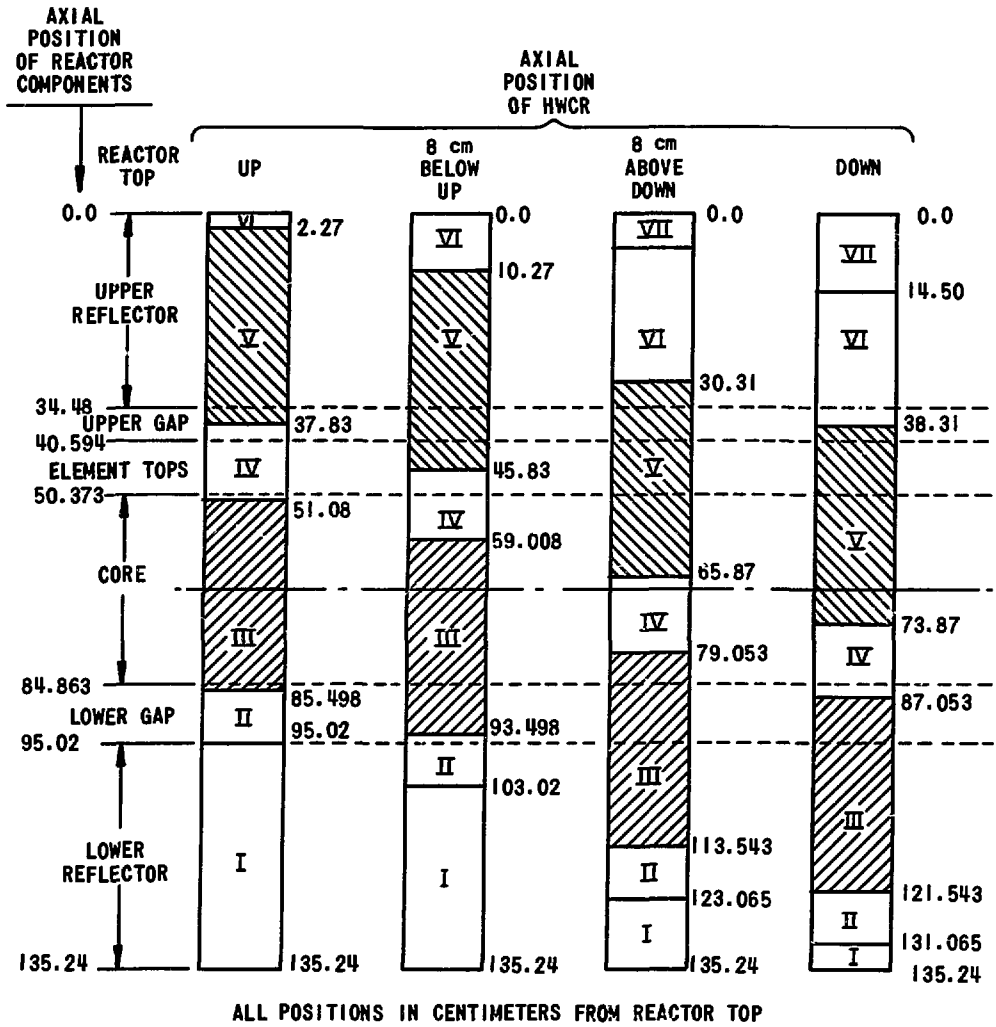 AXIAL
POSITION
OF REACTOR
COMPONENTS
AXIAL
POSITION
OF HWCR
REACTOR
TOP
UP
8 cm
BELOW
UP
8 cm
ABOVE
DOWN
DOWN
0.0
UPPER
REFLECTOR
34.48
UPPER GAP
40.594
ELEMENT TOPS
50.373
CORE
84.863
LOWER GAP
95.02
LOWER
REFLECTOR
135.24
VI
2.27
V
37.83
IV
51.08
III
85.498
II
95.02
I
135.24
0.0
VI
10.27
V
45.83
IV
59.008
III
93.498
II
103.02
I
135.24
0.0
VII
VI
30.31
V
65.87
IV
79.053
III
113.543
II
123.065
I
135.24
0.0
VII
14.50
VI
38.31
V
73.87
IV
87.053
III
121.543
II
131.065
I
135.24
ALL POSITIONS IN CENTIMETERS FROM REACTOR TOP